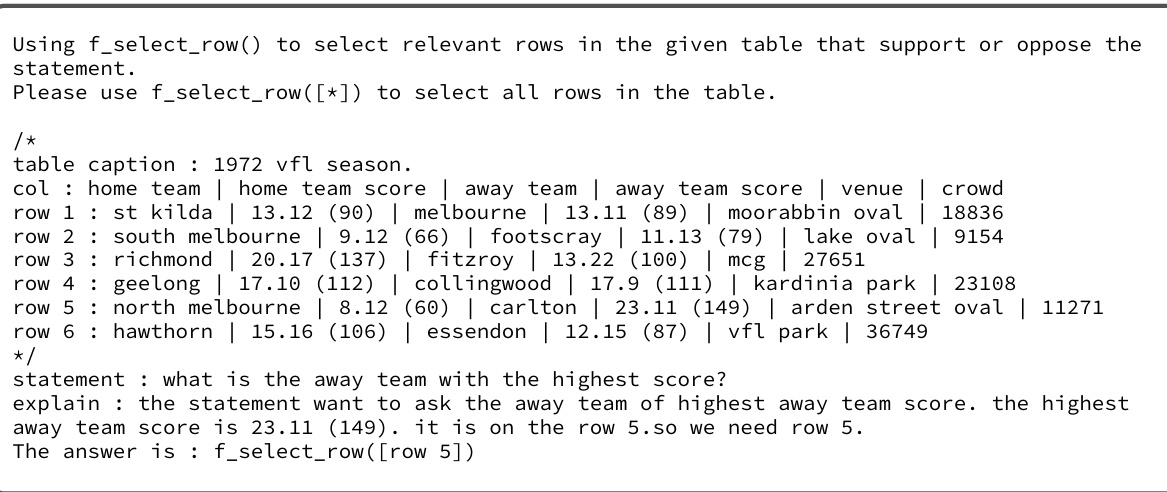 Using f_select_row() to select relevant rows in the given table that support or oppose the
statement.
Please use f_select_row([*]) to select all rows in the table.
/*
table caption : 1972 vfl season.
col : home team | home team score | away team | away team score | venue | crowd
row 1 : st kilda | 13.12 (90) | melbourne | 13.11 (89) | moorabbin oval | 18836
row 2 : south melbourne | 9.12 (66) | footscray | 11.13 (79) | lake oval | 9154
row 3 : richmond | 20.17 (137) | fitzroy | 13.22 (100) | mcg | 27651
row 4 : geelong | 17.10 (112) | collingwood | 17.9 (111) | kardinia park | 23108
row 5 : north melbourne | 8.12 (60) | carlton | 23.11 (149) | arden street oval | 11271
row 6 : hawthorn | 15.16 (106) | essendon | 12.15 (87) | vfl park | 36749
*/
statement : what is the away team with the highest score?
explain : the statement want to ask the away team of highest away team score. the highest
away team score is 23.11 (149). it is on the row 5.so we need row 5.
The answer is : f_select_row([row 5])